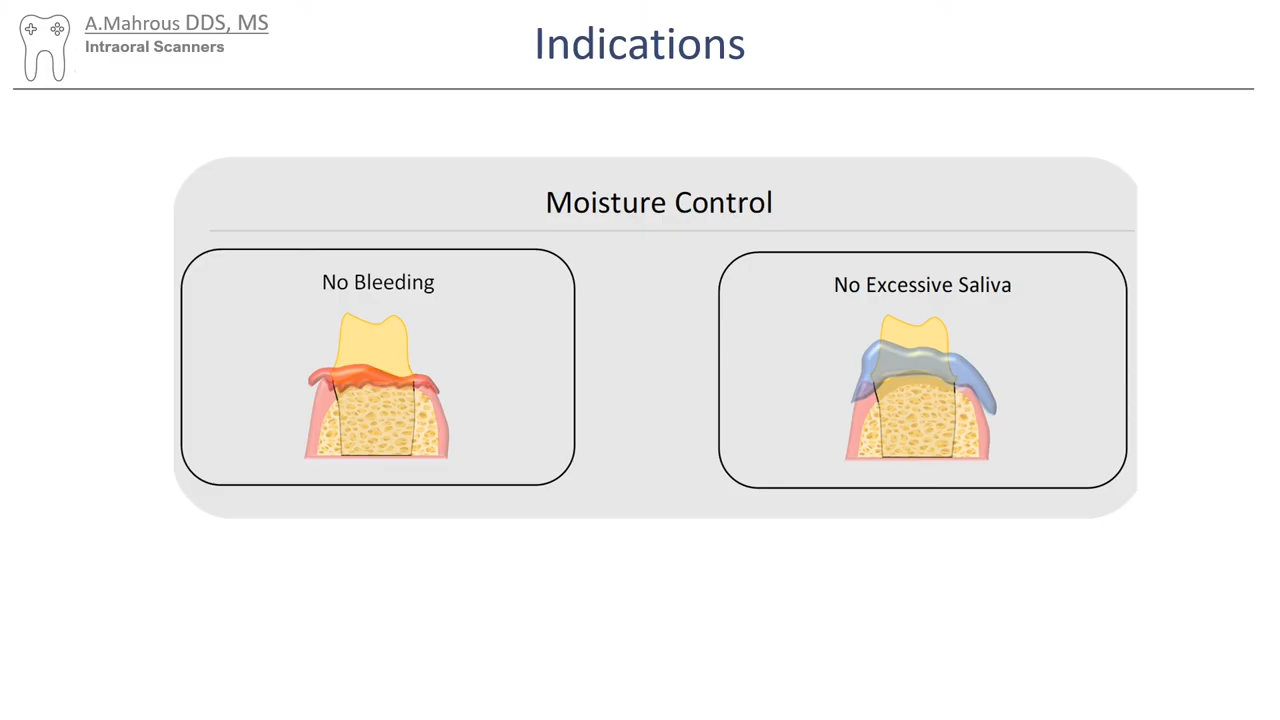 A.Mahrous DDS, MS
Intraoral Scanners
Indications
Moisture Control
No Bleeding
No Excessive Saliva